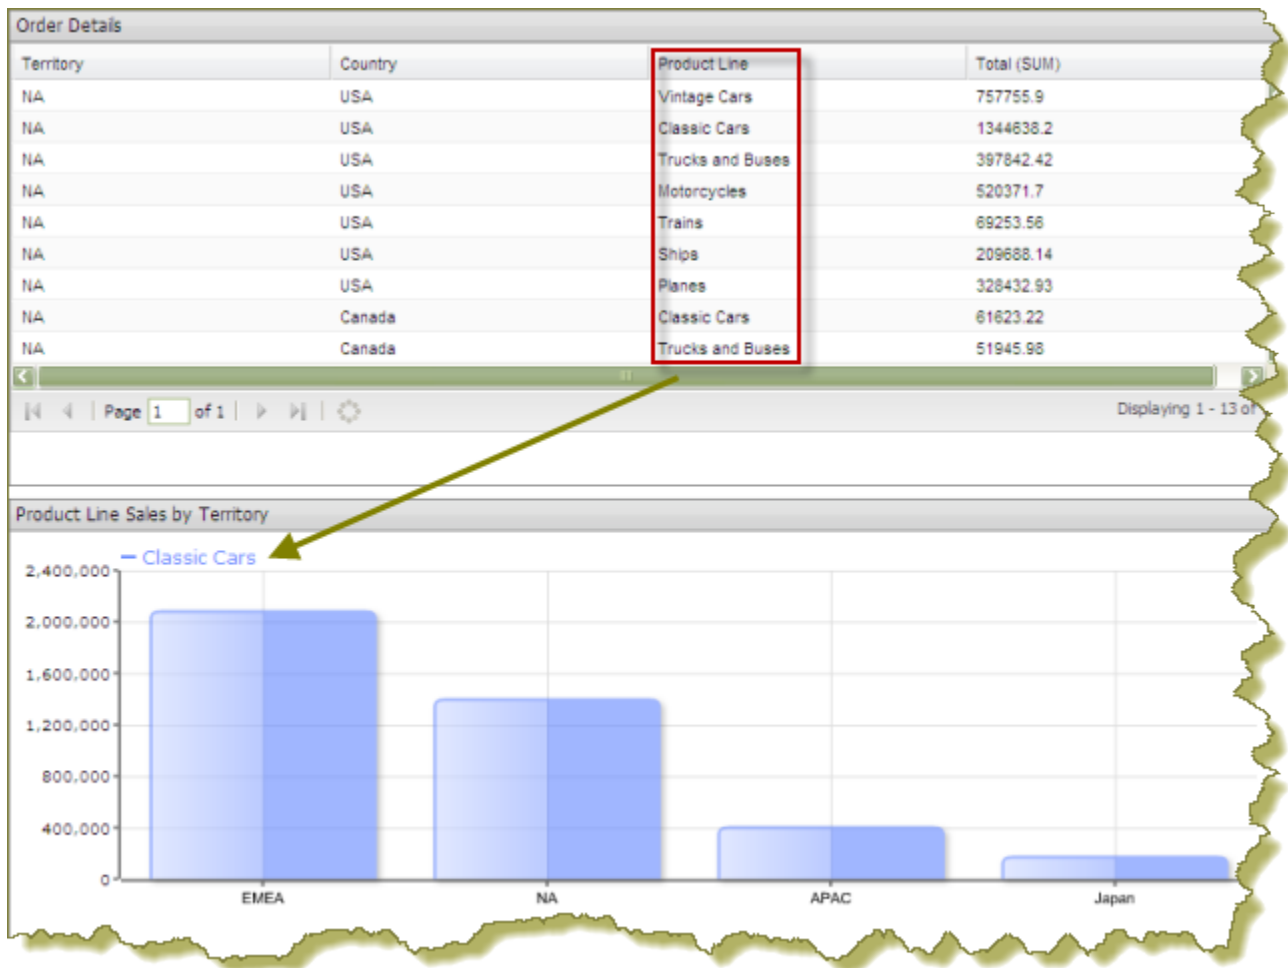 Order Details
Territory Country Product Line Total (SUM)
NA USA Vintage Cars 757755.9
NA USA Classic Cars 1344638.2
NA USA Trucks and Buses 397842.42
NA USA Motorcycles 520371.7
NA USA Trains 69253.56
NA USA Ships 209688.14
NA USA Planes 328432.93
NA Canada Classic Cars 61623.22
NA Canada Trucks and Buses 51945.98
Page 1 of 1 Displaying 1 - 13 of
Product Line Sales by Territory
Classic Cars
2,400,000
2,000,000
1,600,000
1,200,000
800,000
400,000
0
EMEA NA APAC Japan